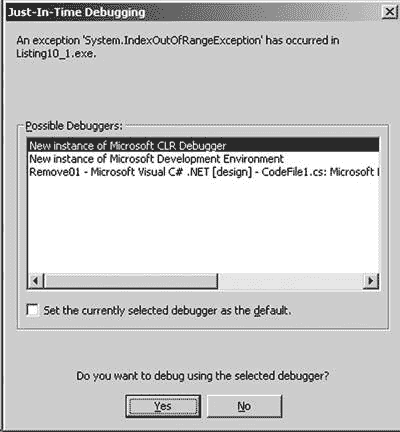 Just-In-Time Debugging
An exception 'System.IndexOutOfRangeException' has occurred in
Listing10_1.exe.
Possible Debuggers:
New instance of Microsoft CLR Debugger
New instance of Microsoft Development Environment
Remove01 - Microsoft Visual C# .NET [design] - CodeFile1.cs: Microsoft
Set the currently selected debugger as the default.
Do you want to debug using the selected debugger?
Yes
No